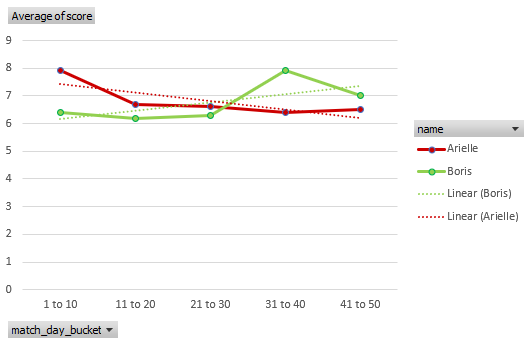 Average of score
9
8
7
6
5
4
3
2
1
0
1 to 10
11 to 20
21 to 30
31 to 40
41 to 50
name
Arielle
Boris
Linear (Boris)
Linear (Arielle)
match_day_bucket